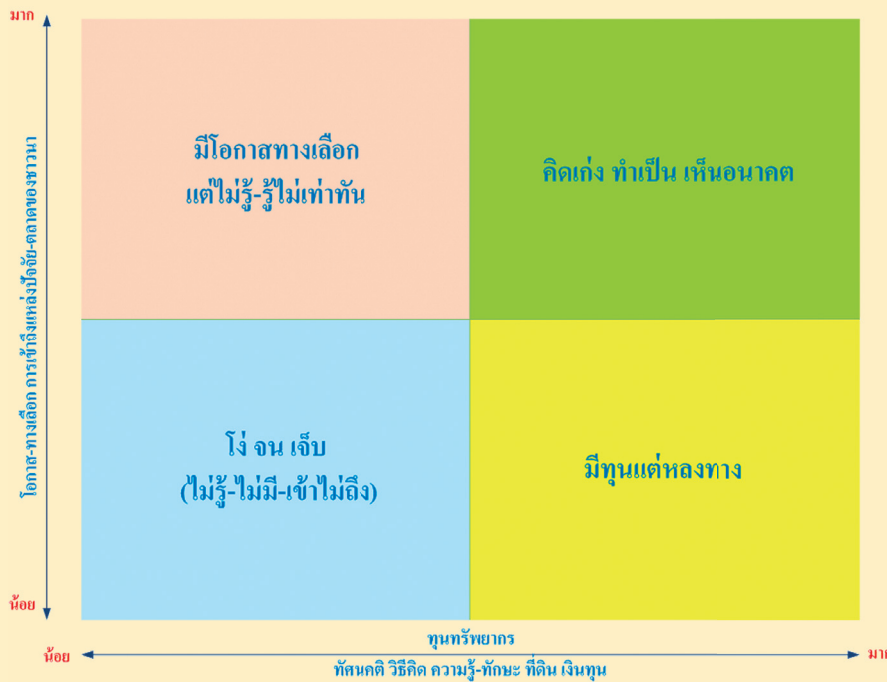 มาก
โอกาส-ทางเลือก การเข้าถึงแหล่งปัจจัย-ตลาดของชาวนา
มีโอกาสทางเลือก
แต่ไม่รู้-รู้ไม่เท่าทัน
คิดเก่ง ทำเป็น เห็นอนาคต
โง่ จน เจ็บ
(ไม่รู้-ไม่มี-เข้าไม่ถึง)
มีทุนแต่หลงทาง
น้อย
ทุนทรัพยากร
น้อย
มาก
ทัศนคติ วิธีคิด ความรู้-ทักษะ ที่ดิน เงินทุน